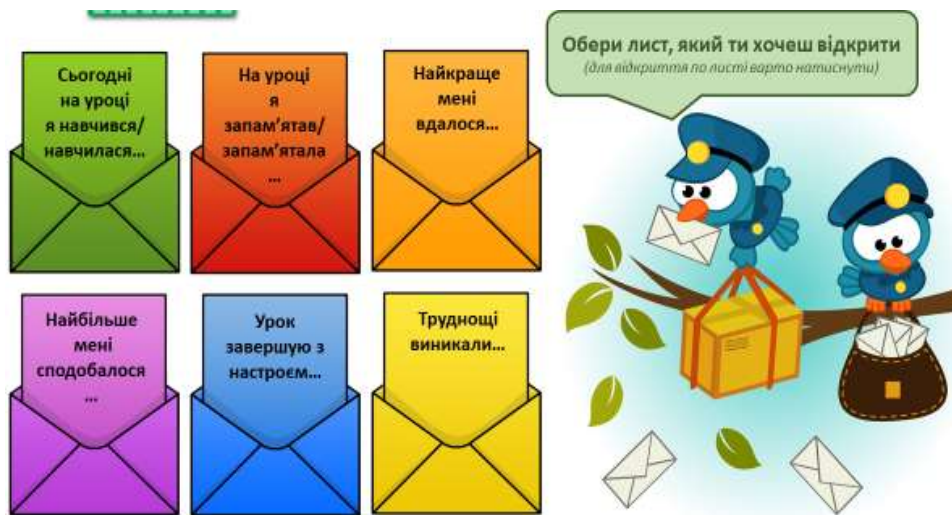 Сьогодні
на уроці
я навчився/
навчилася...
На уроці
я
запам'ятав/
запам'ятала
...
Найкраще
мені
вдалося...
Обери лист, який ти хочеш відкрити
(для відкриття по листі варто натиснути)
Найбільше
мені
сподобалося
...
Урок
завершую з
настроєм...
Труднощі
виникали...